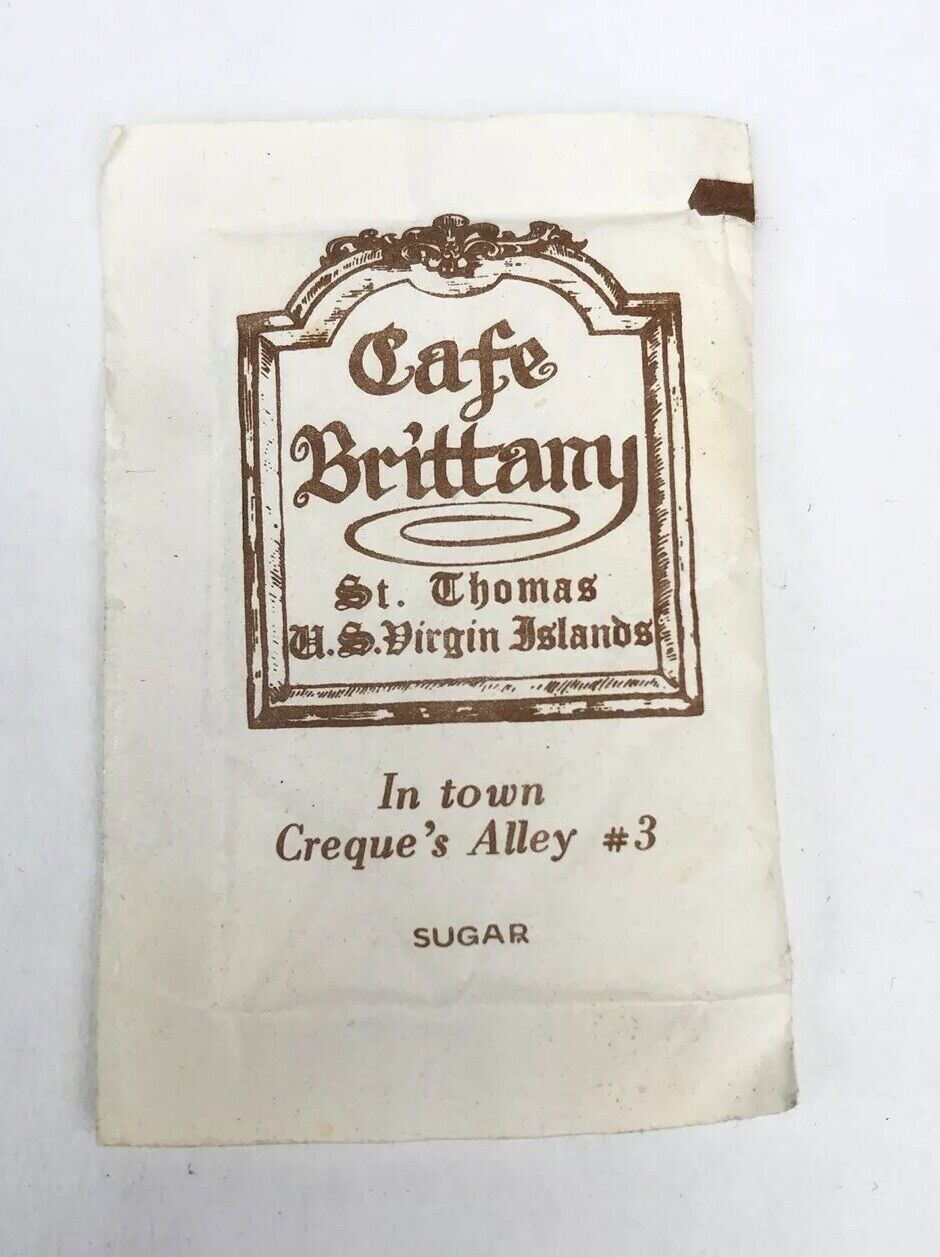 Cafe
Brittany
St. Thomas
U.S. Virgin Islands
In town
Creque's Alley #3
SUGAR